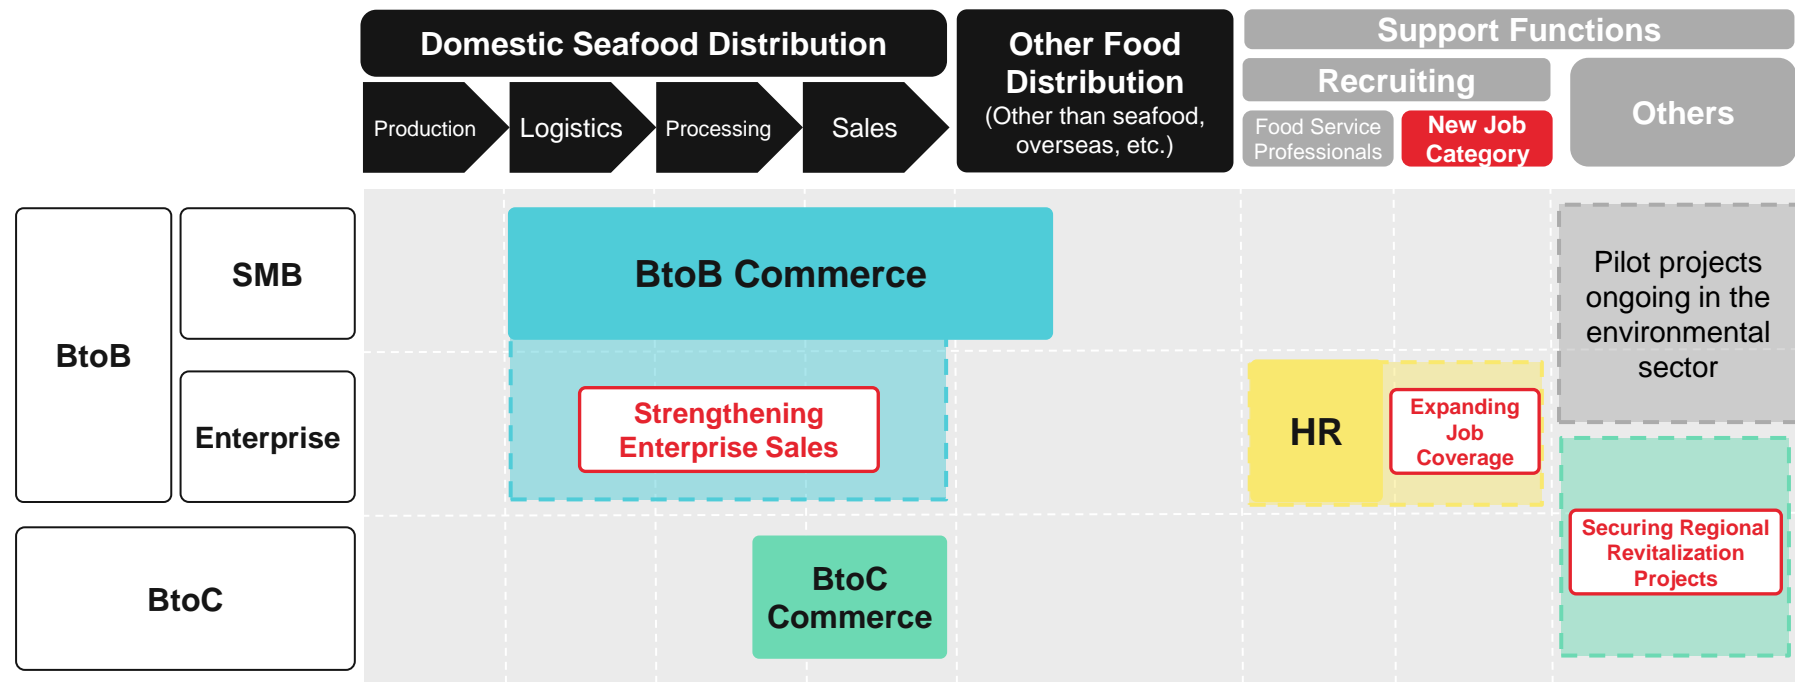 Domestic Seafood Distribution
Other Food
Distribution
(Other than seafood,
overseas, etc.)
Support Functions
Recruiting
Others
Production
Logistics
Processing
Sales
Food Service
Professionals
New Job
Category
BtoB
SMB
BtoB Commerce
Pilot projects
ongoing in the
environmental
sector
Enterprise
Strengthening
Enterprise Sales
HR
Expanding
Job
Coverage
BtoC
BtoC
Commerce
Securing Regional
Revitalization
Projects